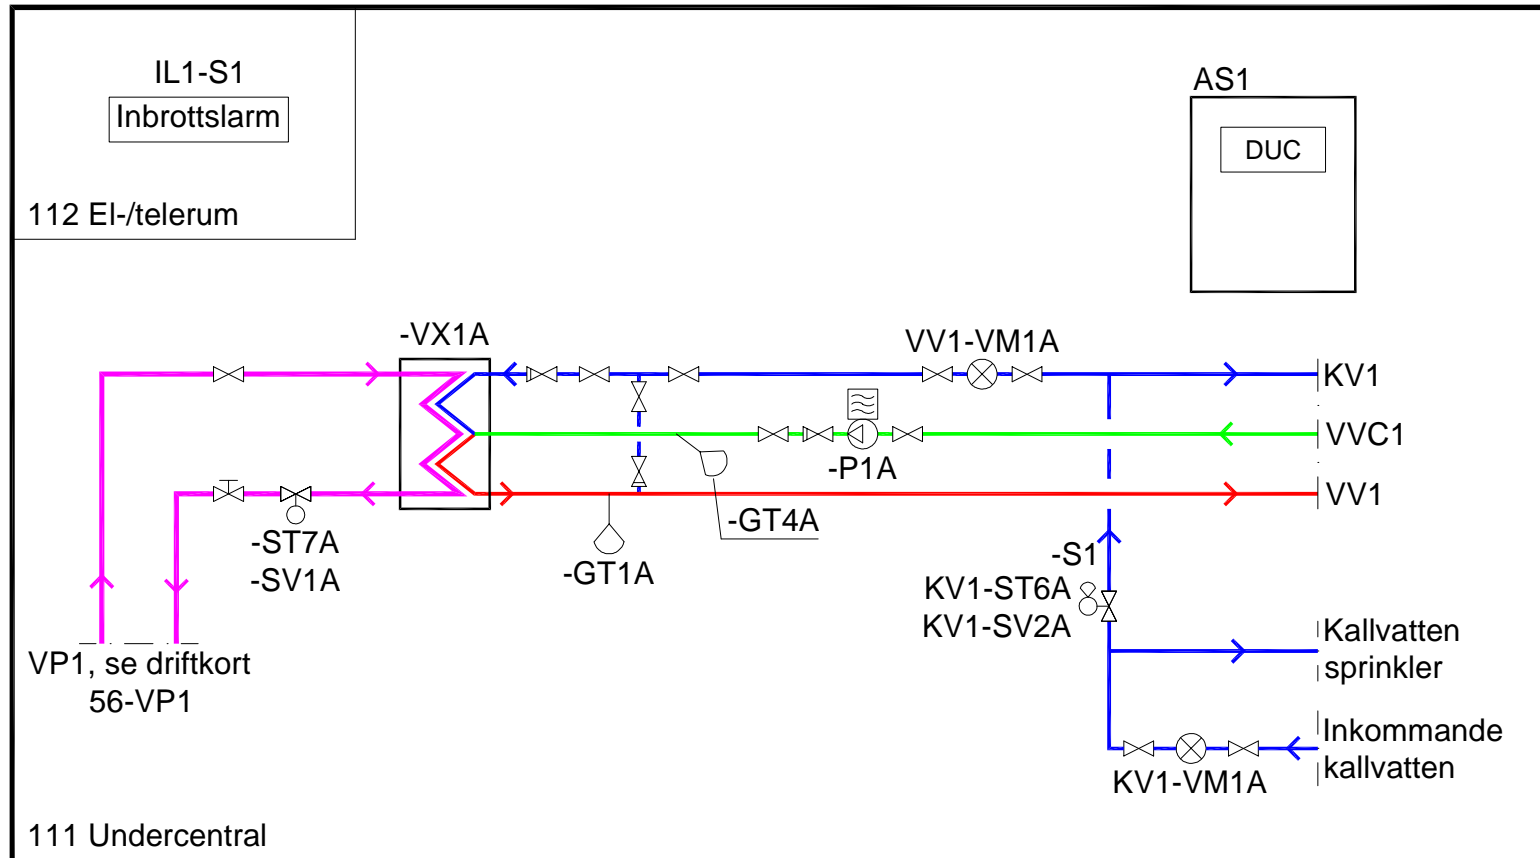 IL1-S1
Inbrottslarm
112 El-/telerum
AS1
DUC
-VX1A
VV1-VM1A
KV1
VVC1
-P1A
VV1
-GT4A
-GT1A
-ST7A
-SV1A
-S1
KV1-ST6A
KV1-SV2A
VP1, se driftkort
56-VP1
Kallvatten
sprinkler
Inkommande
kallvatten
KV1-VM1A
111 Undercentral